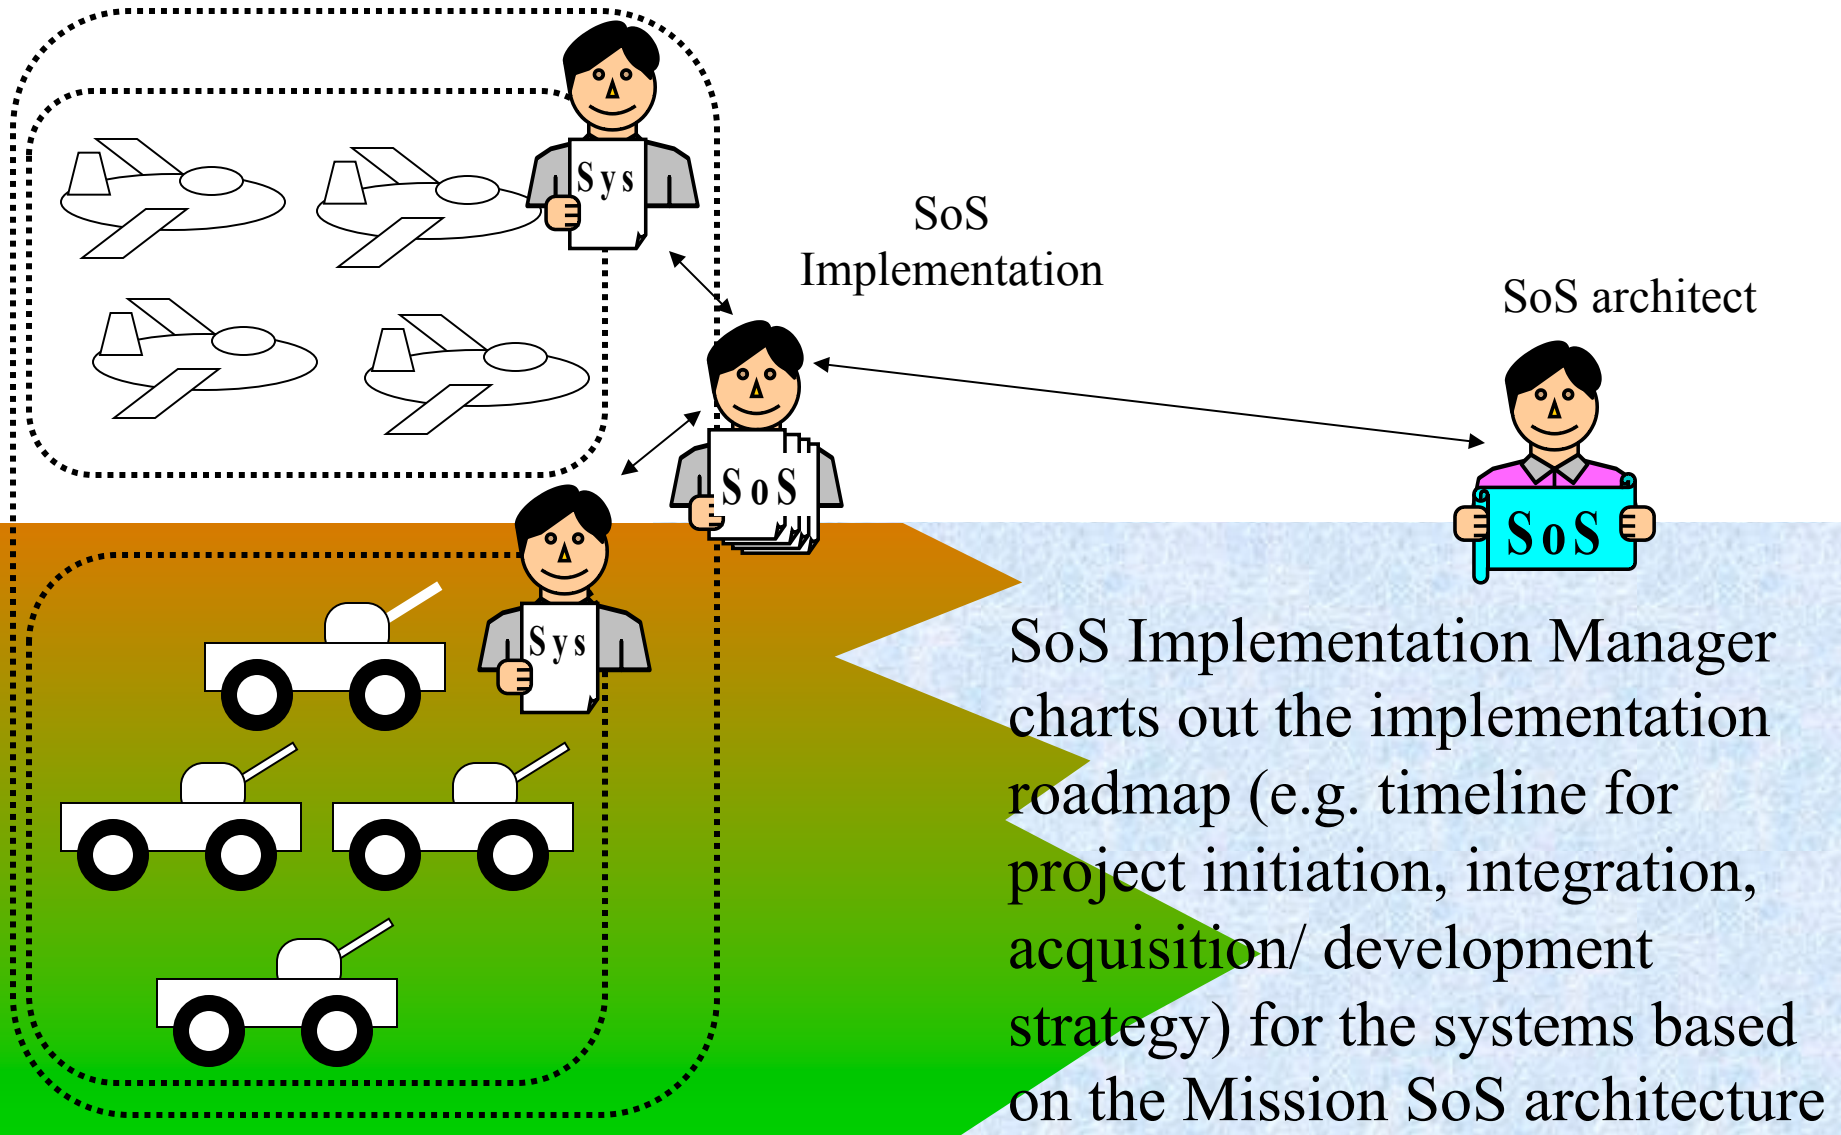 Sys
SoS
Implementation
SoS architect
SoS
SoS
Sys
SoS Implementation Manager
charts out the implementation
roadmap (e.g. timeline for
project initiation, integration,
acquisition/ development
strategy) for the systems based
on the Mission SoS architecture